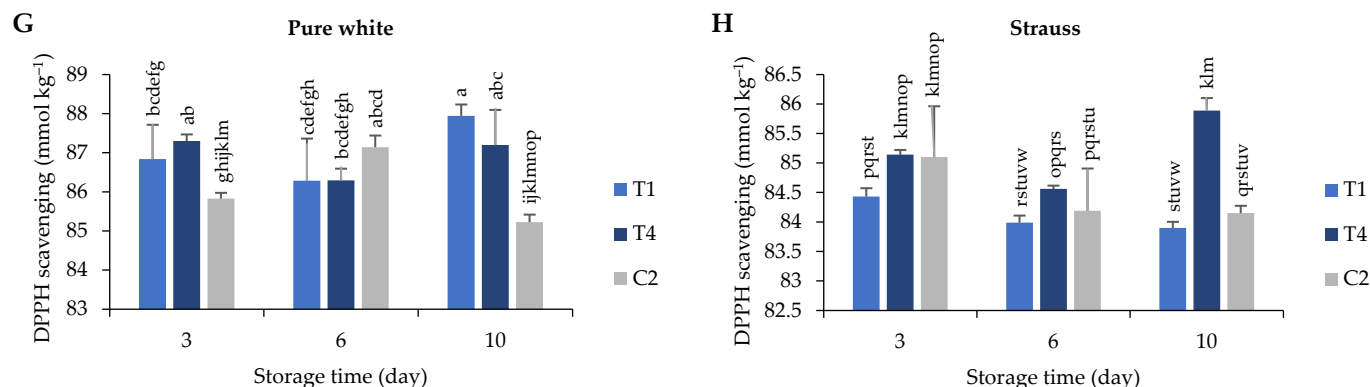 G
Pure white
DPPH scavenging (mmol kg⁻¹)
89
88
87
86
85
84
83
bcdefg
ab
ghijklm
cdefgh
bcdefgh
abcd
a
abc
ijklmnop
3
6
10
Storage time (day)
T1
T4
C2
H
Strauss
DPPH scavenging (mmol kg⁻¹)
86.5
86
85.5
85
84.5
84
83.5
83
82.5
pqrst
klmnop
klmnop
rstuvw
opqrs
pqrstu
stuvw
klm
qrstuv
3
6
10
Storage time (day)
T1
T4
C2